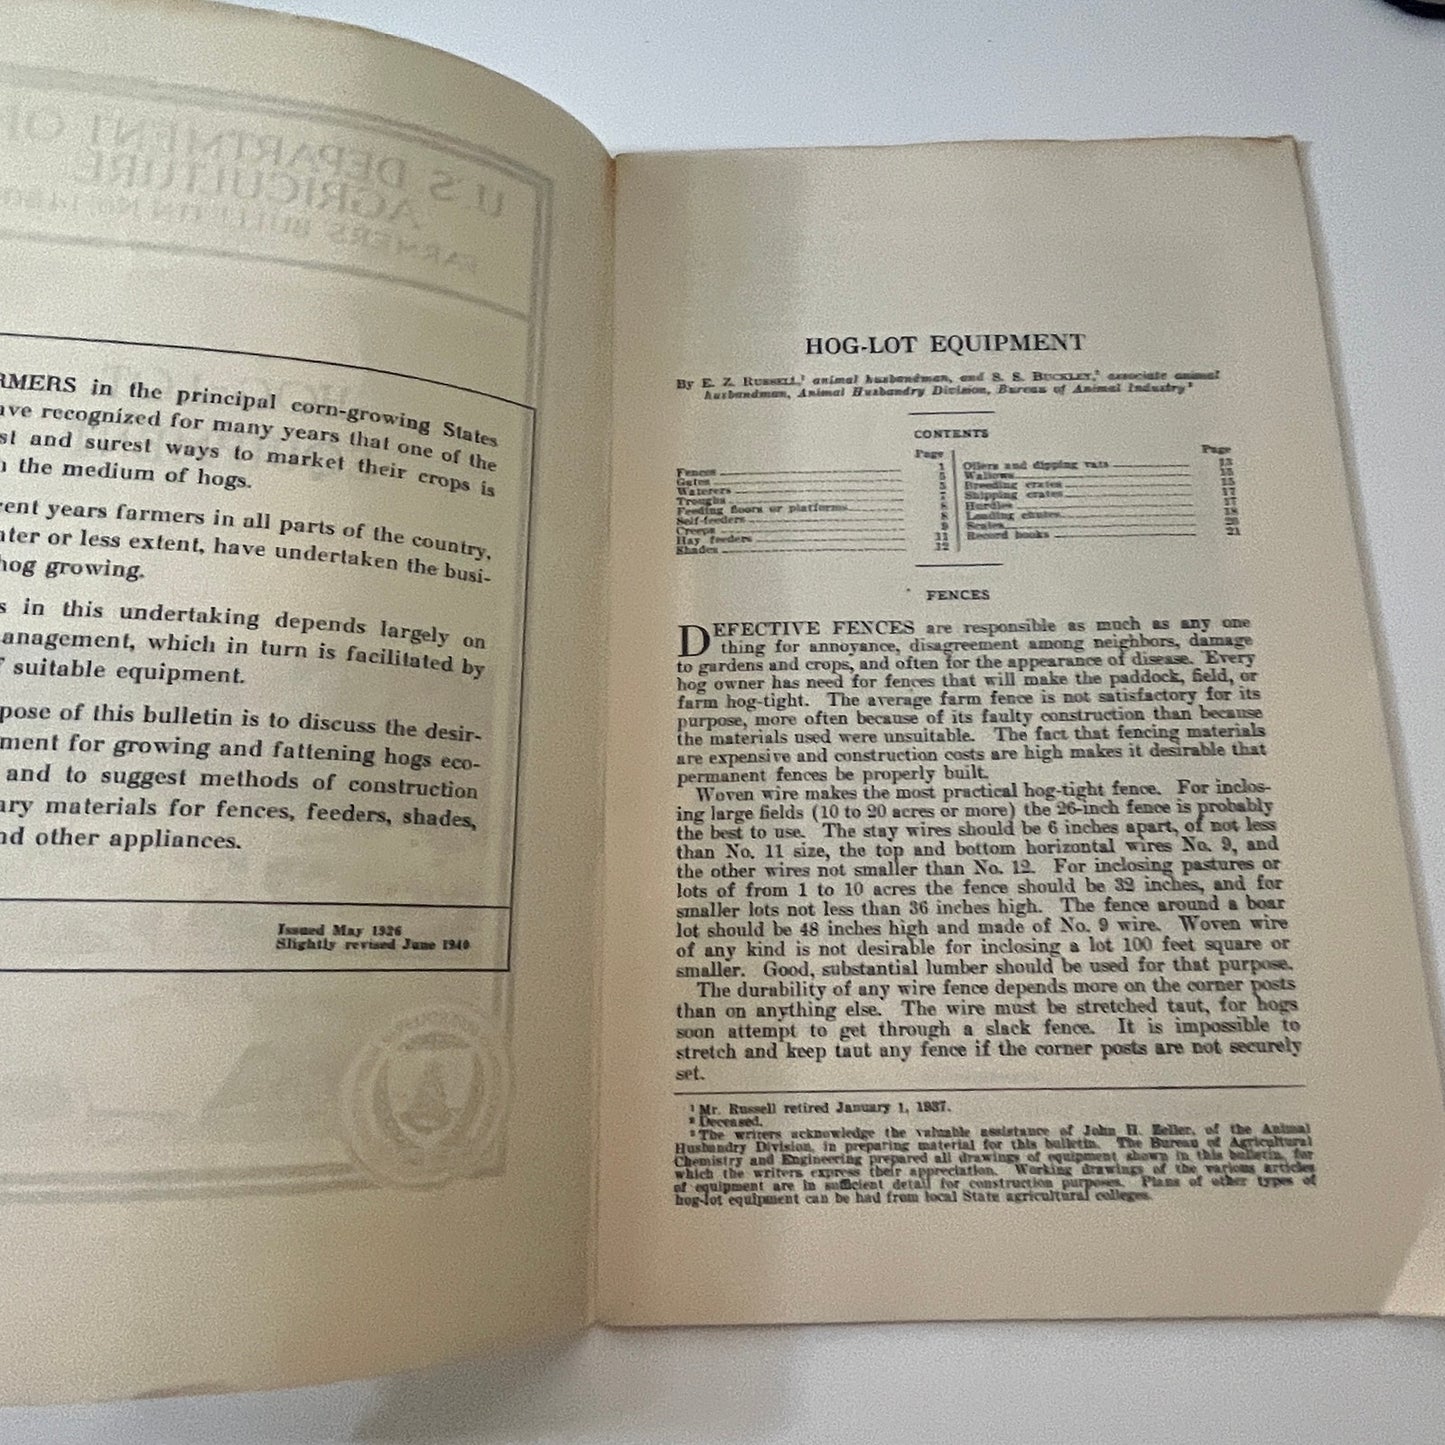 U.S. DEPARTMENT OF
AGRICULTURE
FARMERS BULLETIN No.
ARMERS in the principal corn-growing States
have recognized for many years that one of the
and surest ways to market their crops is
the medium of hogs.
years farmers in all parts of the country,
or less extent, have undertaken the busi-
hog growing.
in this undertaking depends largely on
management, which in turn is facilitated by
suitable equipment.
of this bulletin is to discuss the desir-
for growing and fattening hogs eco-
and to suggest methods of construction
materials for fences, feeders, shades,
and other appliances.
Issued May 1926
Slightly revised June 1940
HOG-LOT EQUIPMENT
By E. Z. RUSSELL,¹ animal husbandman, and S. S. BUCKLEY,² associate animal
husbandman, Animal Husbandry Division, Bureau of Animal Industry³
CONTENTS
Page
Fences 1
Gates 5
Waterers 5
Troughs 7
Feeding floors or platforms 8
Self-feeders 8
Creeps 9
Hay feeders 11
Shades 12
Page
Oilers and dipping vats 13
Wallows 15
Breeding crates 15
Shipping crates 17
Hurdles 17
Loading chutes 18
Scales 20
Record books 21
FENCES
DEFECTIVE FENCES are responsible as much as any one
thing for annoyance, disagreement among neighbors, damage
to gardens and crops, and often for the appearance of disease. Every
hog owner has need for fences that will make the paddock, field, or
farm hog-tight. The average farm fence is not satisfactory for its
purpose, more often because of its faulty construction than because
the materials used were unsuitable. The fact that fencing materials
are expensive and construction costs are high makes it desirable that
permanent fences be properly built.
Woven wire makes the most practical hog-tight fence. For inclos-
ing large fields (10 to 20 acres or more) the 26-inch fence is probably
the best to use. The stay wires should be 6 inches apart, of not less
than No. 11 size, the top and bottom horizontal wires No. 9, and
the other wires not smaller than No. 12. For inclosing pastures or
lots of from 1 to 10 acres the fence should be 32 inches, and for
smaller lots not less than 36 inches high. The fence around a boar
lot should be 48 inches high and made of No. 9 wire. Woven wire
of any kind is not desirable for inclosing a lot 100 feet square or
smaller. Good, substantial lumber should be used for that purpose.
The durability of any wire fence depends more on the corner posts
than on anything else. The wire must be stretched taut, for hogs
soon attempt to get through a slack fence. It is impossible to
stretch and keep taut any fence if the corner posts are not securely
set.
¹ Mr. Russell retired January 1, 1937.
² Deceased.
³ The writers acknowledge the valuable assistance of John H. Zeller, of the Animal
Husbandry Division, in preparing material for this bulletin. The Bureau of Agricultural
Chemistry and Engineering prepared all drawings of equipment shown in this bulletin, for
which the writers express their appreciation. Working drawings of the various articles
of equipment are in sufficient detail for construction purposes. Plans of other types of
hog-lot equipment can be had from local State agricultural colleges.